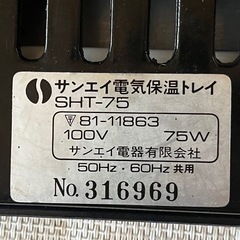 サンエイ電気保温トレイ
SHT-75
81-11863
100V 75W
サンエイ電器有限会社
50Hz・60Hz 共用
No. 316969